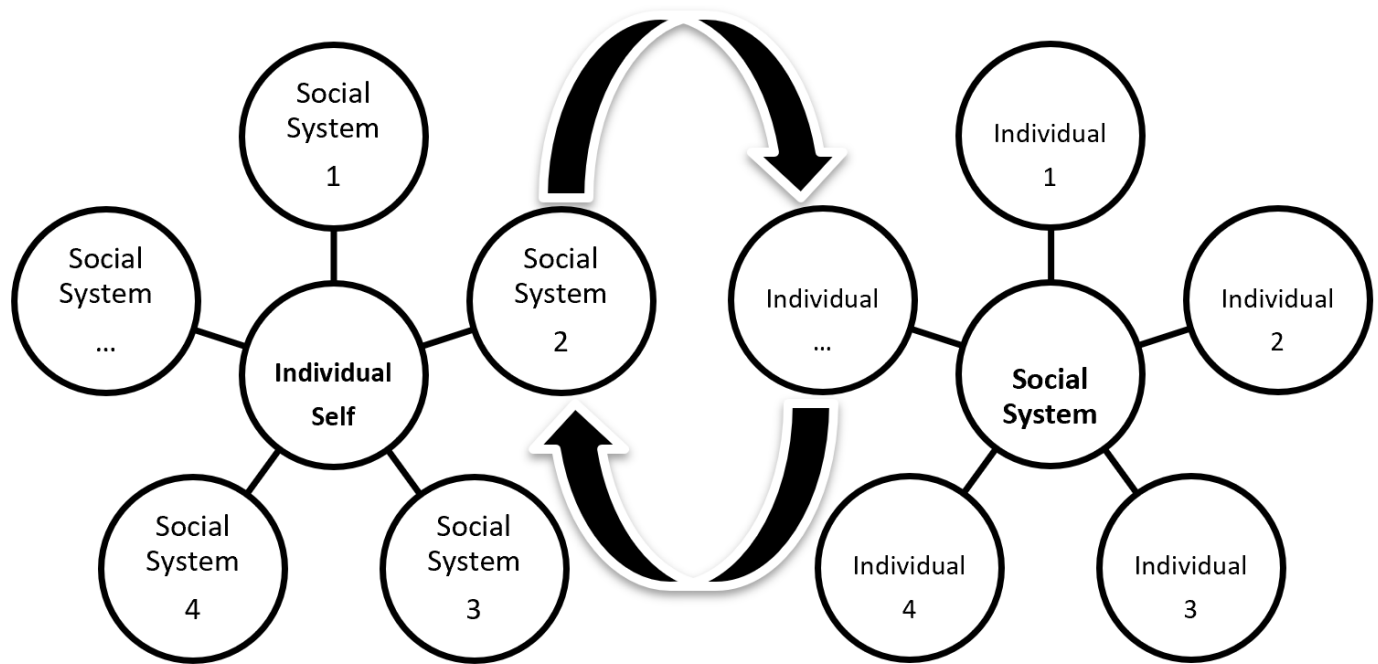 Social
System
1
Social
System
...
Social
System
2
Individual
Self
Social
System
4
Social
System
3
Individual
1
Individual
...
Individual
2
Social
System
Individual
4
Individual
3